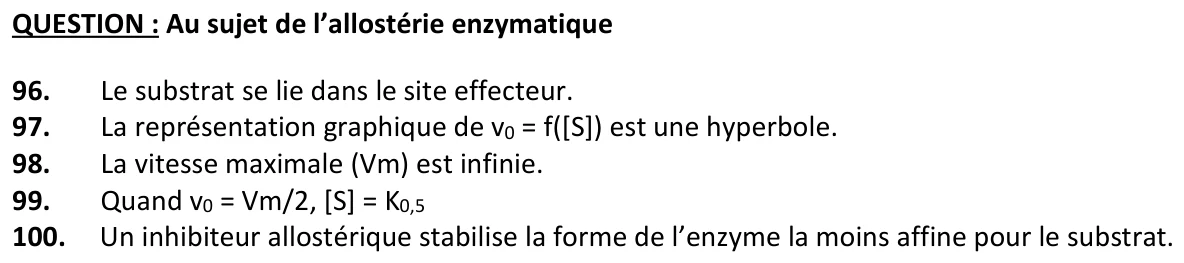 QUESTION : Au sujet de l’allostérie enzymatique
96. Le substrat se lie dans le site effecteur.
97. La représentation graphique de v0 = f([S]) est une hyperbole.
98. La vitesse maximale (Vm) est infinie.
99. Quand v0 = Vm/2, [S] = K0,5
100. Un inhibiteur allostérique stabilise la forme de l’enzyme la moins affine pour le substrat.